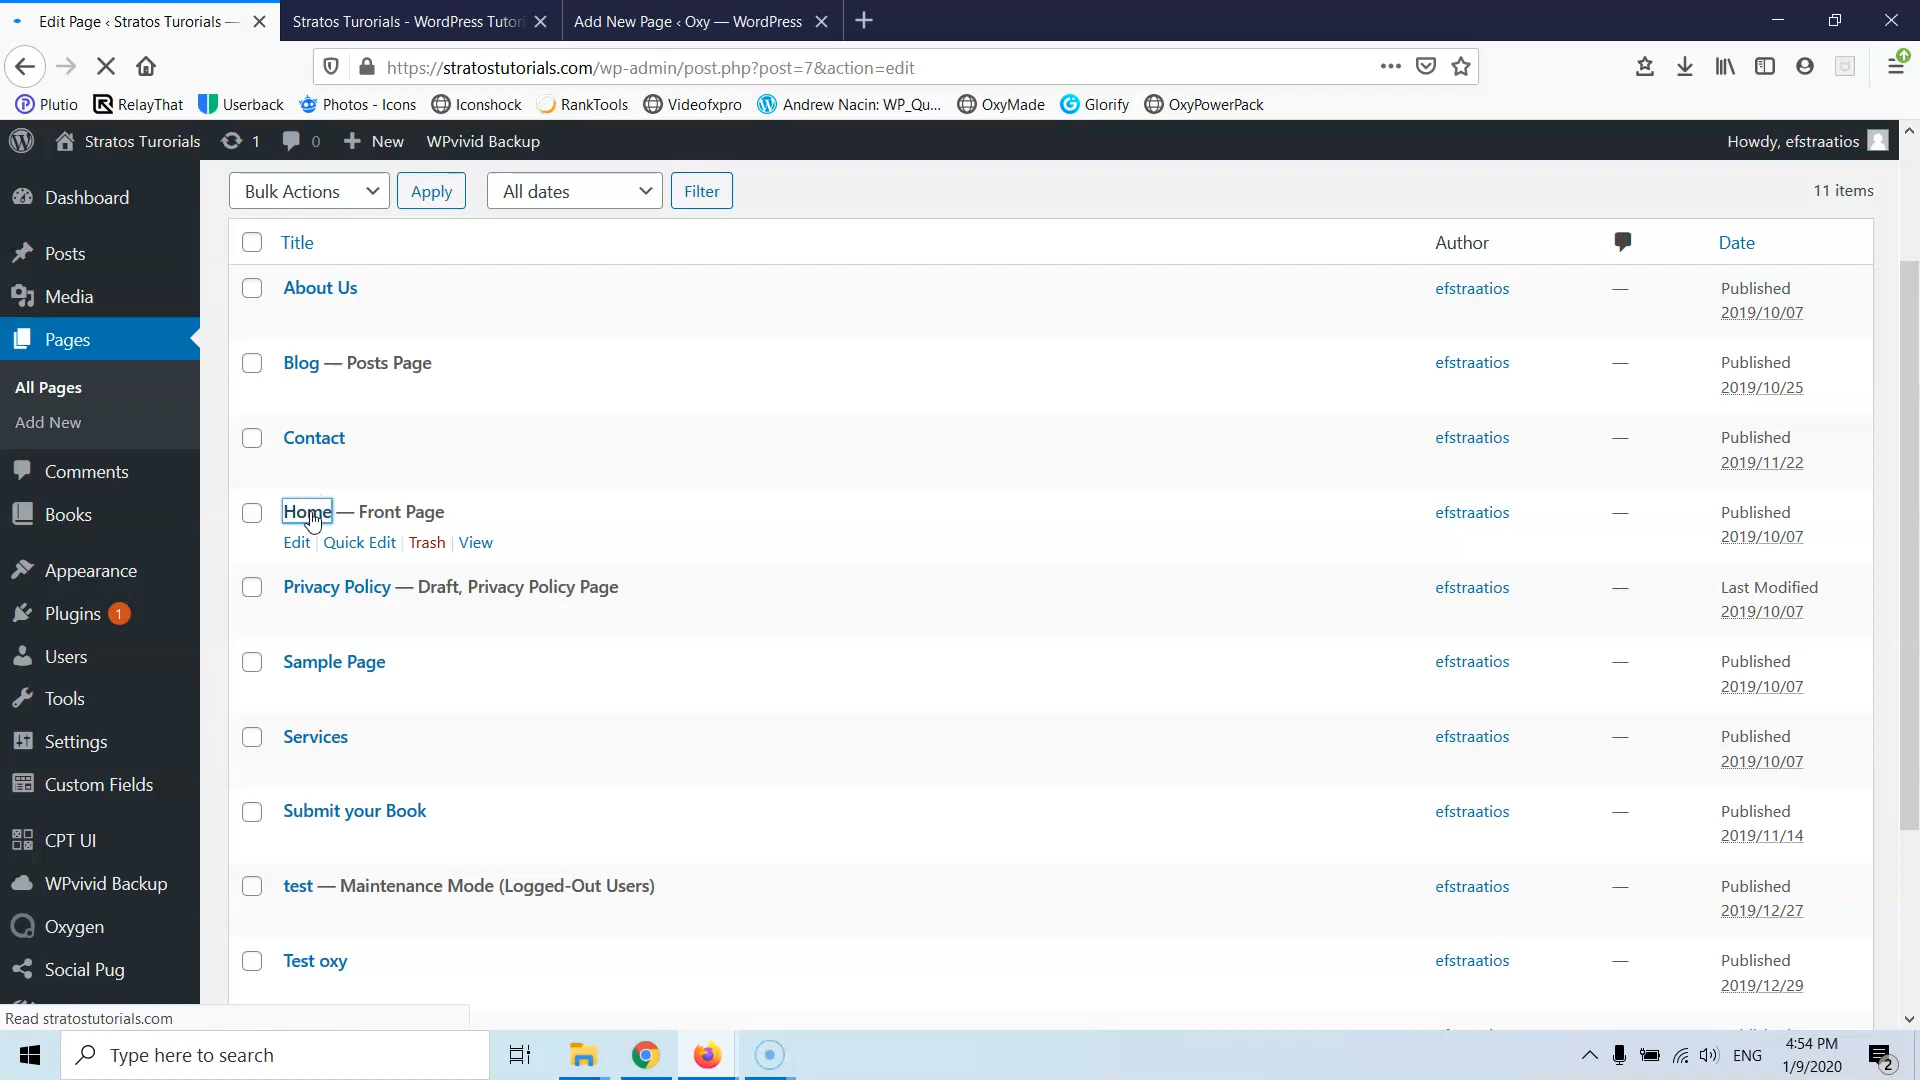 Edit Page ‹ Stratos Turorials —
Stratos Turorials - WordPress Tutori
Add New Page ‹ Oxy — WordPress
https://stratostutorials.com/wp-admin/post.php?post=7&action=edit
Plutio
RelayThat
Userback
Photos - Icons
Iconshock
RankTools
Videofxpro
Andrew Nacin: WP_Qu...
OxyMade
Glorify
OxyPowerPack
Stratos Turorials
1
0
New
WPvivid Backup
Howdy, efstraatios
Dashboard
Posts
Media
Pages
All Pages
Add New
Comments
Books
Appearance
Plugins 1
Users
Tools
Settings
Custom Fields
CPT UI
WPvivid Backup
Oxygen
Social Pug
Bulk Actions
Apply
All dates
Filter
11 items
Title
Author
Date
About Us
efstraatios
—
Published
2019/10/07
Blog — Posts Page
efstraatios
—
Published
2019/10/25
Contact
efstraatios
—
Published
2019/11/22
Home — Front Page
Edit | Quick Edit | Trash | View
efstraatios
—
Published
2019/10/07
Privacy Policy — Draft, Privacy Policy Page
efstraatios
—
Last Modified
2019/10/07
Sample Page
efstraatios
—
Published
2019/10/07
Services
efstraatios
—
Published
2019/10/07
Submit your Book
efstraatios
—
Published
2019/11/14
test — Maintenance Mode (Logged-Out Users)
efstraatios
—
Published
2019/12/27
Test oxy
efstraatios
—
Published
2019/12/29
Read stratostutorials.com
Type here to search
ENG
4:54 PM
1/9/2020
2